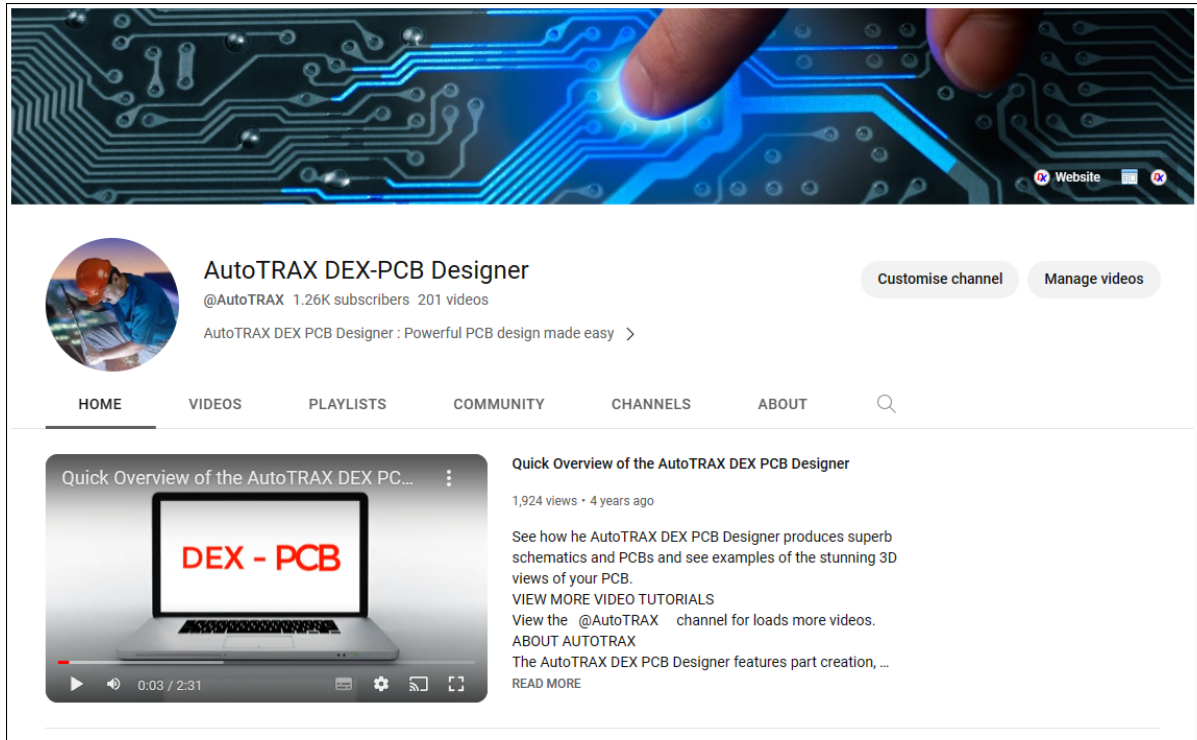 Website
AutoTRAX DEX-PCB Designer
@AutoTRAX 1.26K subscribers 201 videos
AutoTRAX DEX PCB Designer : Powerful PCB design made easy
Customise channel
Manage videos
HOME VIDEOS PLAYLISTS COMMUNITY CHANNELS ABOUT
Quick Overview of the AutoTRAX DEX PC...
DEX - PCB
0:03 / 2:31
Quick Overview of the AutoTRAX DEX PCB Designer
1,924 views • 4 years ago
See how he AutoTRAX DEX PCB Designer produces superb
schematics and PCBs and see examples of the stunning 3D
views of your PCB.
VIEW MORE VIDEO TUTORIALS
View the @AutoTRAX channel for loads more videos.
ABOUT AUTOTRAX
The AutoTRAX DEX PCB Designer features part creation, ...
READ MORE